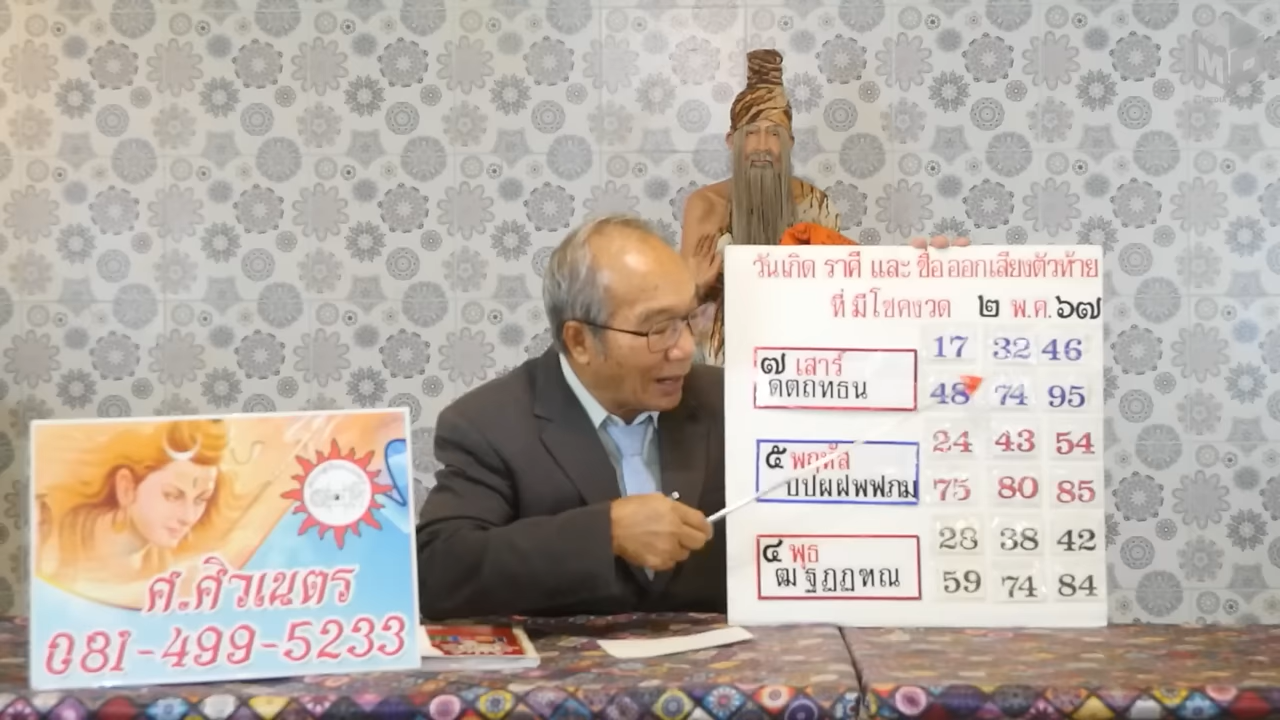 วันเกิด ราศี และ ชื่อ ออกเสียงตัวท้าย
ที่ มีโชคงวด ๒ พ.ค. ๖๗
๗ เสาร์
ดตถทธน
17 32 46
48 74 95
๕ พฤหัส
บปผฝพฟภม
24 43 54
75 80 85
๔ พุธ
ฒฐฎฏฑณ
28 38 42
59 74 84
ศ.ศิวเนตร
081-499-5233